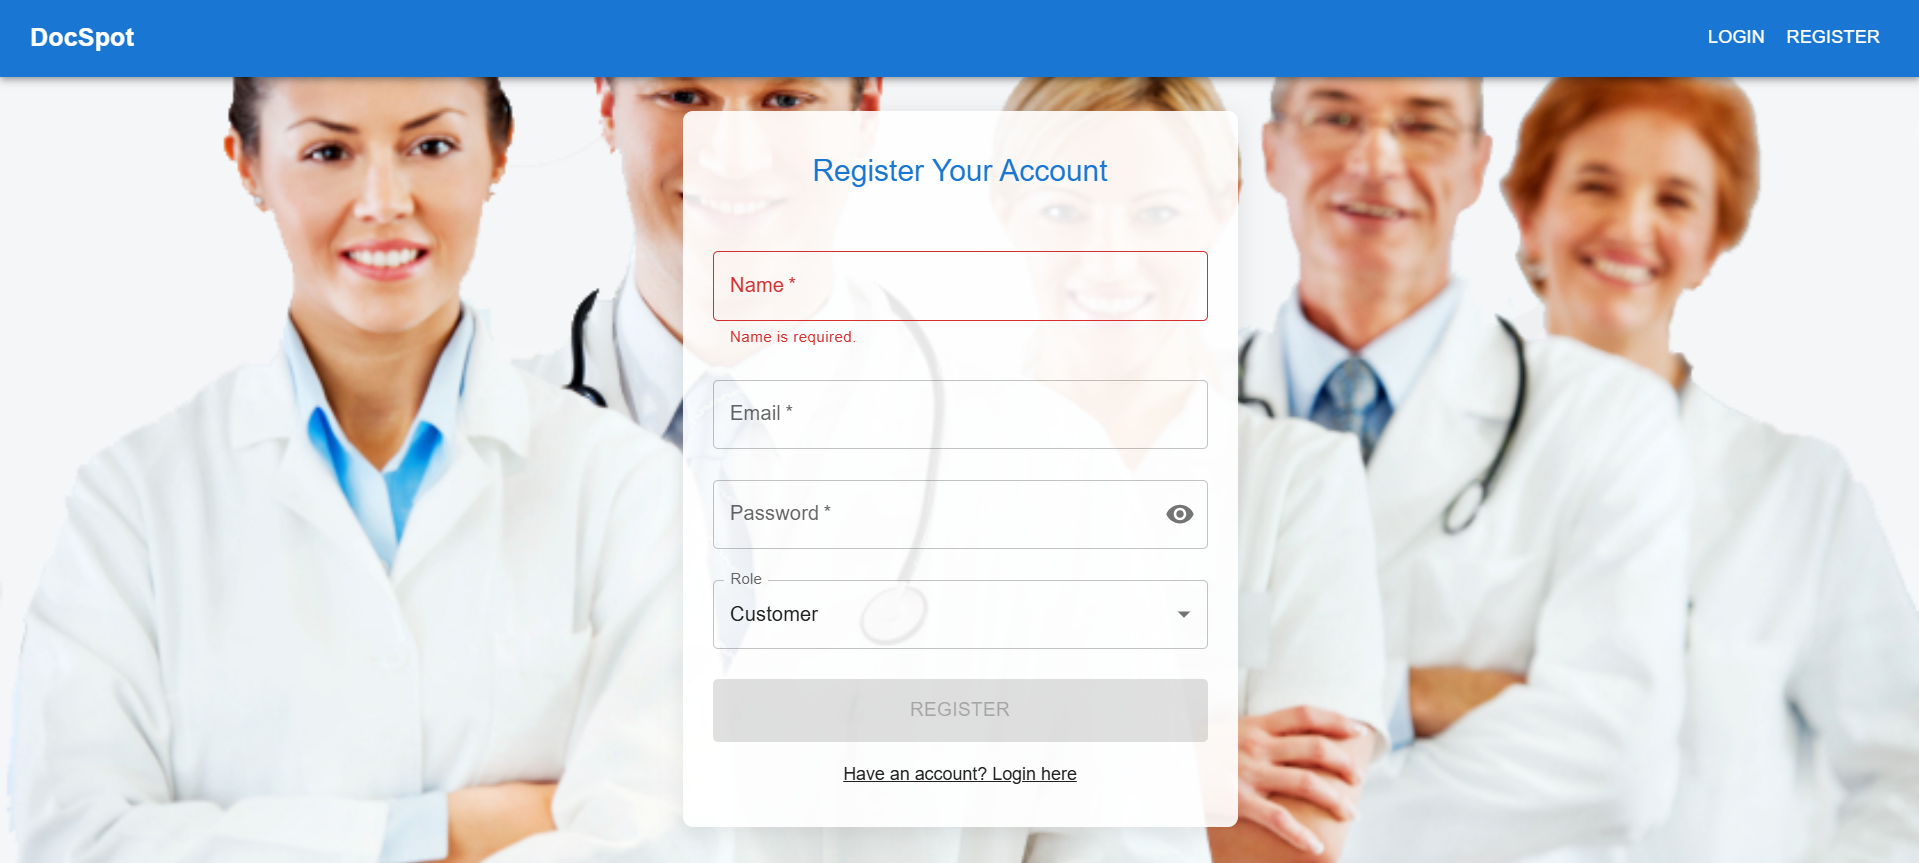 DocSpot
LOGIN REGISTER
Register Your Account
Name *
Name is required.
Email *
Password *
Role
Customer
REGISTER
Have an account? Login here